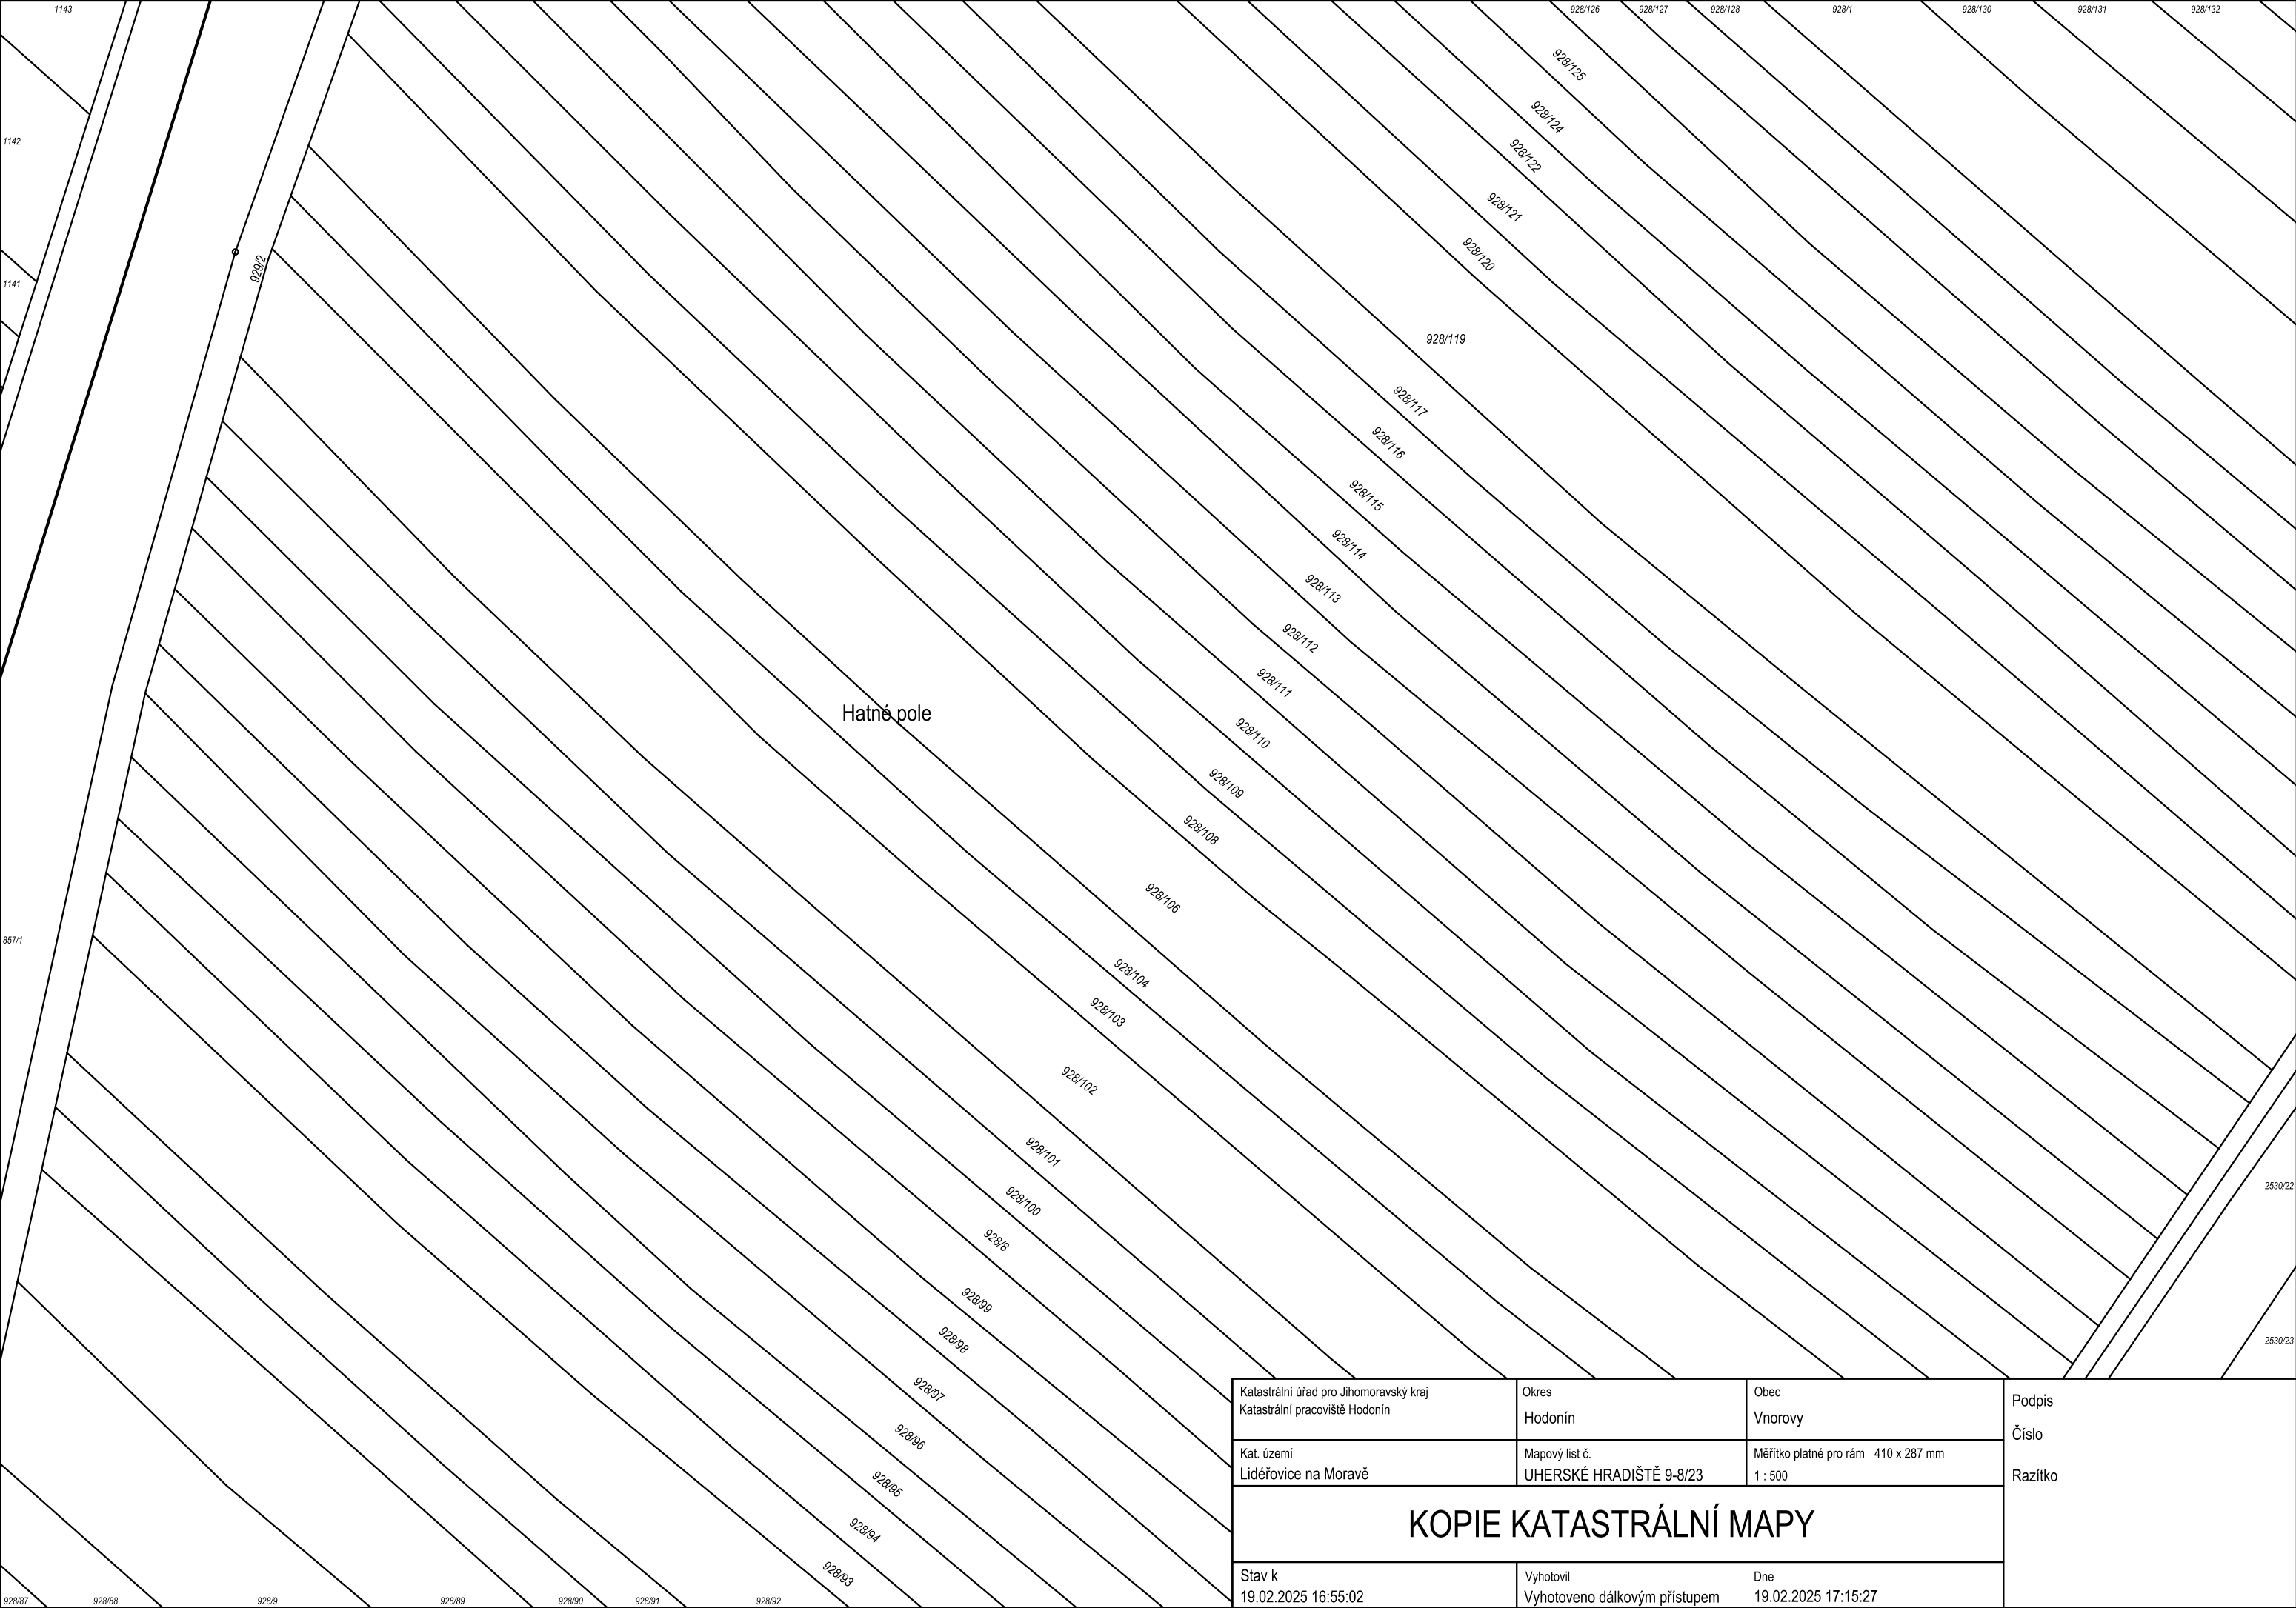 1143
928/126
928/127
928/128
928/1
928/130
928/131
928/132
928/125
928/124
1142
928/122
928/121
928/120
929/2
1141
928/119
928/117
928/116
928/115
928/114
928/113
928/112
928/111
Hatné pole
928/110
928/109
928/108
928/106
857/1
928/104
928/103
928/102
928/101
2530/22
928/100
928/8
928/99
928/98
2530/23
928/97
928/96
928/95
928/94
928/93
928/87
928/88
928/9
928/89
928/90
928/91
928/92
Katastrální úřad pro Jihomoravský kraj
Katastrální pracoviště Hodonín
Okres
Hodonín
Obec
Vnorovy
Kat. území
Lidéřovice na Moravě
Mapový list č.
UHERSKÉ HRADIŠTĚ 9-8/23
Měřítko platné pro rám 410 x 287 mm
1 : 500
KOPIE KATASTRÁLNÍ MAPY
Stav k
19.02.2025 16:55:02
Vyhotovil
Vyhotoveno dálkovým přístupem
Dne
19.02.2025 17:15:27
Podpis
Číslo
Razítko